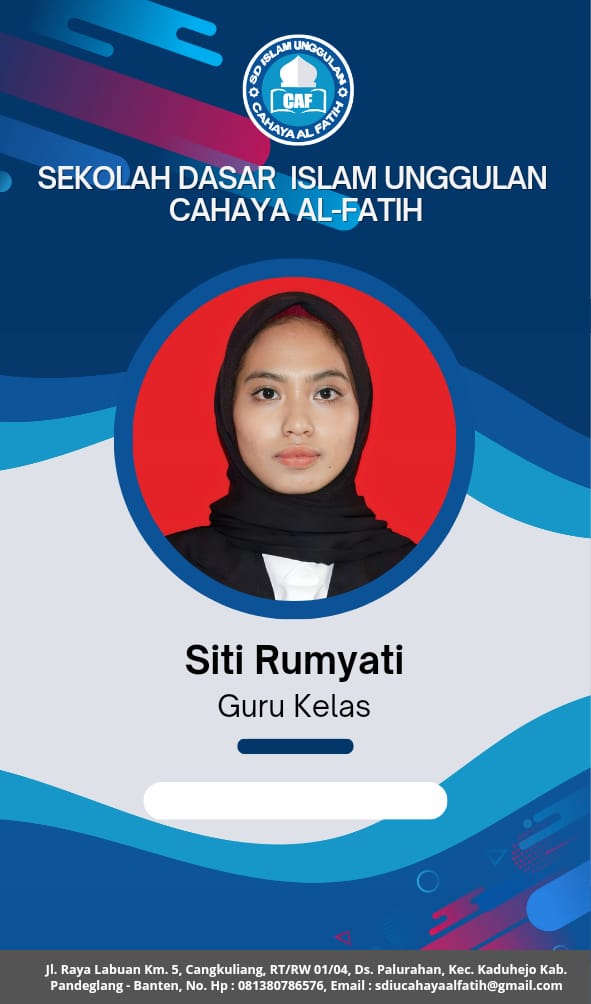 SD ISLAM UNGGULAN
CAF
CAHAYA AL FATIH
SEKOLAH DASAR ISLAM UNGGULAN
CAHAYA AL-FATIH
Siti Rumyati
Guru Kelas
Jl. Raya Labuan Km. 5, Cangkuliang, RT/RW 01/04, Ds. Palurahan, Kec. Kaduhejo Kab.
Pandeglang - Banten, No. Hp : 081380786576, Email : sdiucahayaalfatih@gmail.com